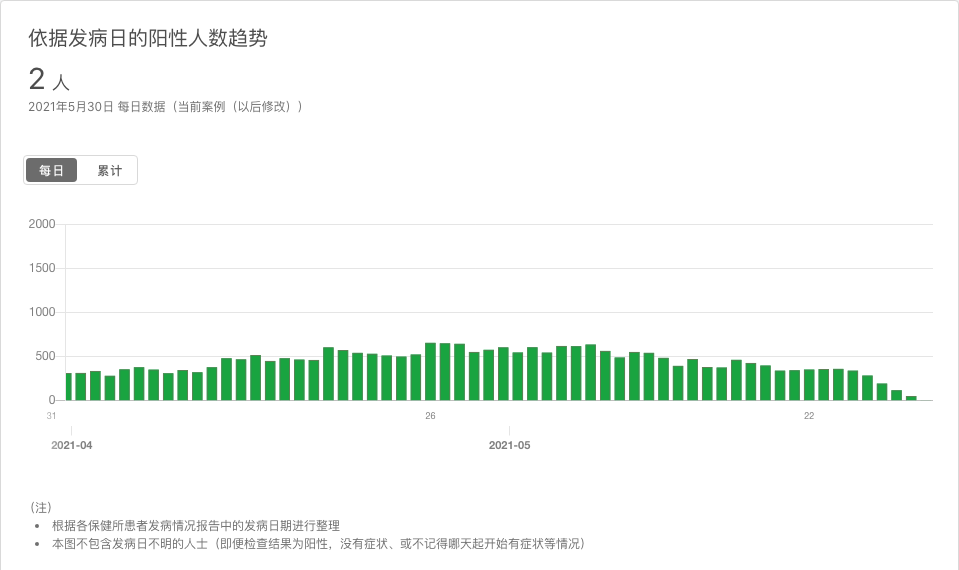 依据发病日的阳性人数趋势
2 人
2021年5月30日 每日数据（当前案例（以后修改））
每日 累计
2000
1500
1000
500
0
31 26 22
2021-04 2021-05
（注）
• 根据各保健所患者发病情况报告中的发病日期进行整理
• 本图不包含发病日不明的人士（即便检查结果为阳性，没有症状、或不记得哪天起开始有症状等情况）